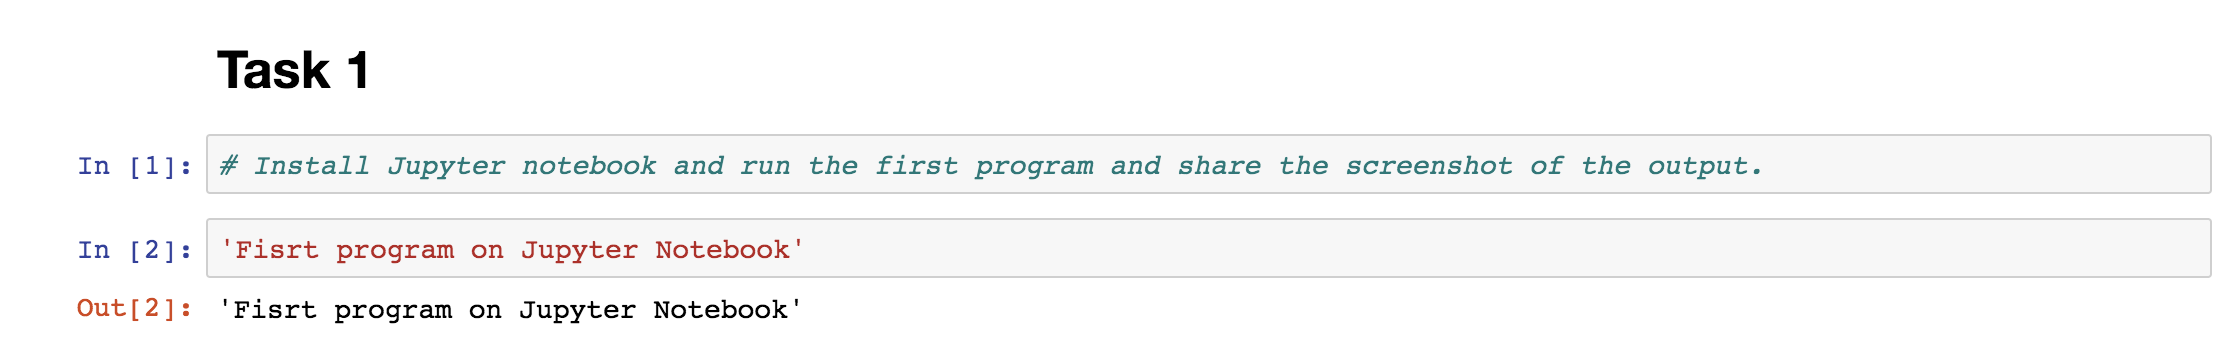 Task 1
In [1]: # Install Jupyter notebook and run the first program and share the screenshot of the output.
In [2]: 'Fisrt program on Jupyter Notebook'
Out[2]: 'Fisrt program on Jupyter Notebook'